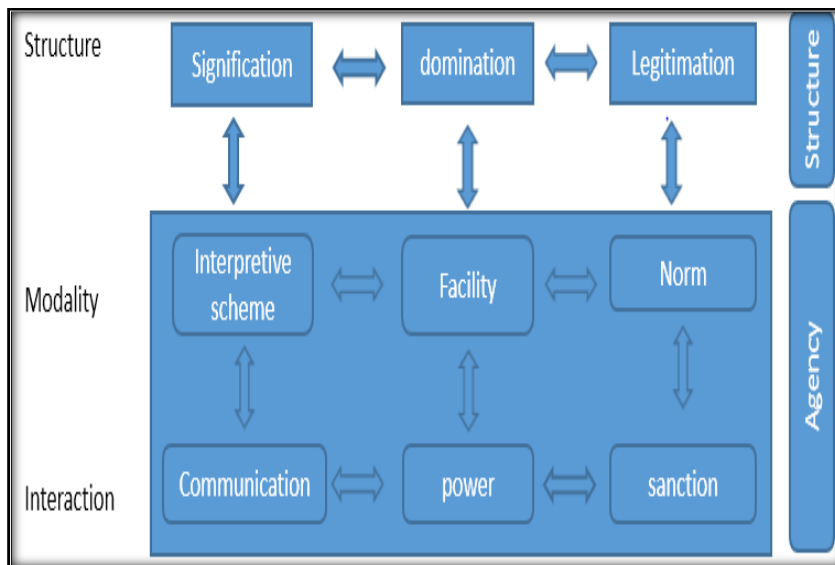 Structure
Signification
domination
Legitimation
Structure
Modality
Interpretive
scheme
Facility
Norm
Agency
Interaction
Communication
power
sanction